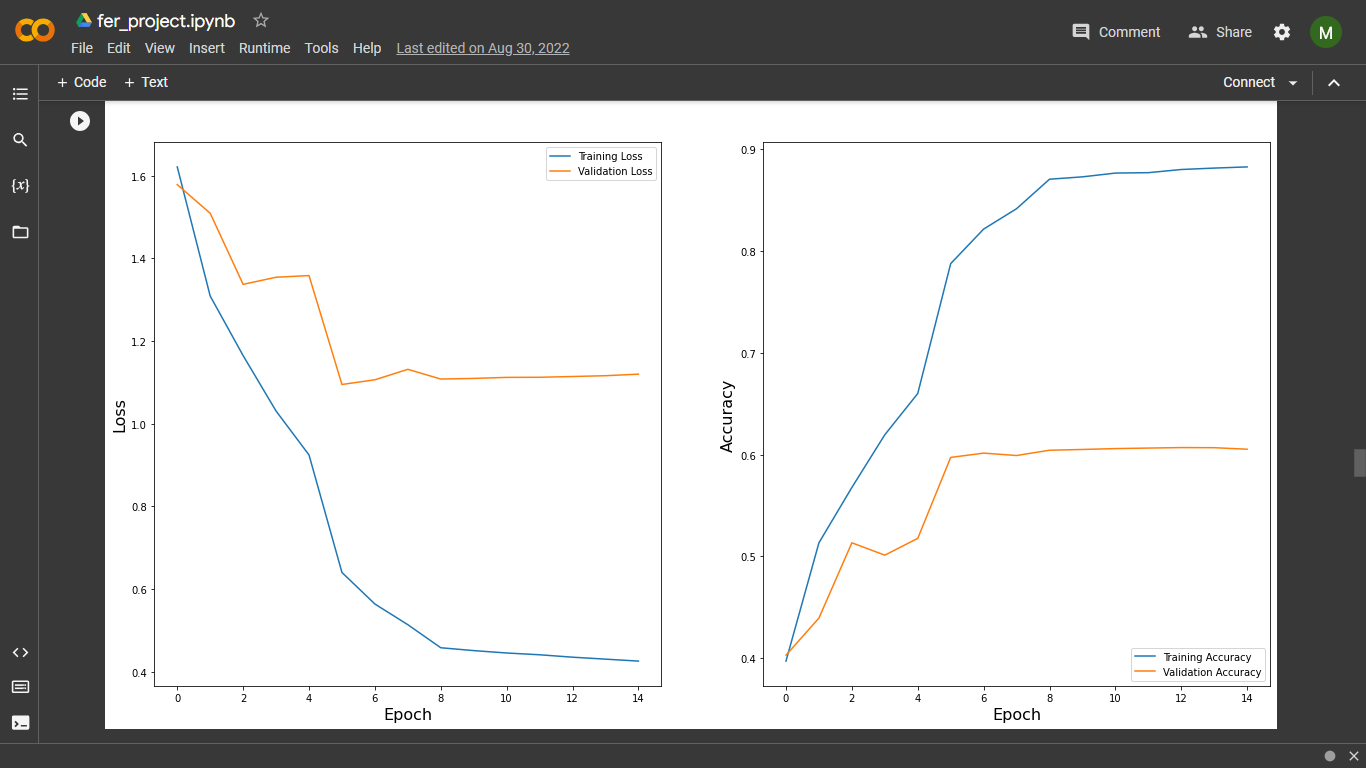 fer_project.ipynb
File Edit View Insert Runtime Tools Help Last edited on Aug 30, 2022
Comment Share M
+ Code + Text
Connect
{x}
Training Loss
Validation Loss
1.6
1.4
1.2
1.0
0.8
0.6
0.4
Loss
0 2 4 6 8 10 12 14
Epoch
0.9
0.8
0.7
0.6
0.5
0.4
Accuracy
Training Accuracy
Validation Accuracy
0 2 4 6 8 10 12 14
Epoch